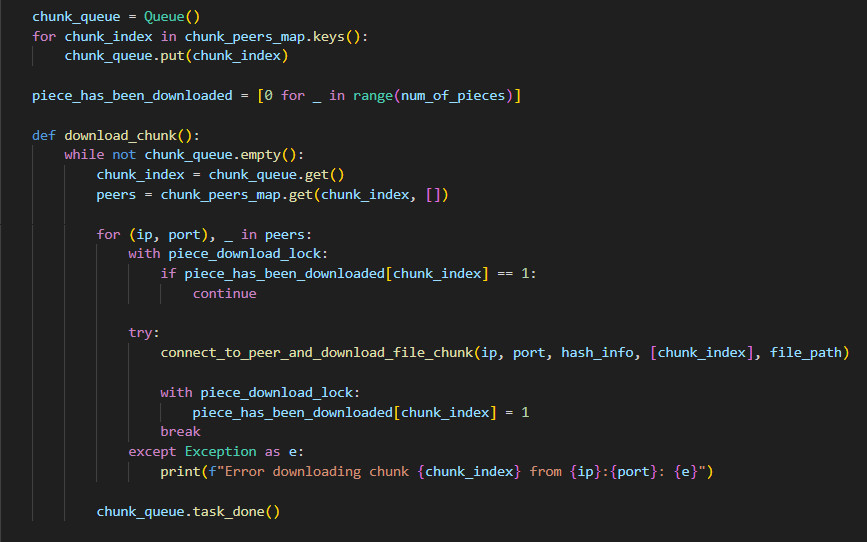 chunk_queue = Queue()
for chunk_index in chunk_peers_map.keys():
    chunk_queue.put(chunk_index)

piece_has_been_downloaded = [0 for _ in range(num_of_pieces)]

def download_chunk():
    while not chunk_queue.empty():
        chunk_index = chunk_queue.get()
        peers = chunk_peers_map.get(chunk_index, [])

        for (ip, port), _ in peers:
            with piece_download_lock:
                if piece_has_been_downloaded[chunk_index] == 1:
                    continue

            try:
                connect_to_peer_and_download_file_chunk(ip, port, hash_info, [chunk_index], file_path)

                with piece_download_lock:
                    piece_has_been_downloaded[chunk_index] = 1
                break
            except Exception as e:
                print(f"Error downloading chunk {chunk_index} from {ip}:{port}: {e}")

        chunk_queue.task_done()